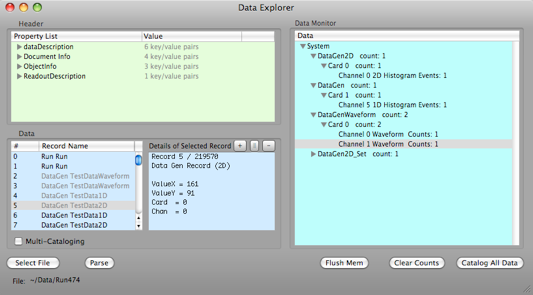 Data Explorer
Header
Property List Value
dataDescription 6 key/value pairs
Document Info 4 key/value pairs
ObjectInfo 3 key/value pairs
ReadoutDescription 1 key/value pairs
Data
# Record Name
0 Run Run
1 Run Run
2 DataGen TestDataWaveform
3 DataGen TestDataWaveform
4 DataGen TestData1D
5 DataGen TestData2D
6 DataGen TestData1D
7 DataGen TestData2D
Multi-Cataloging
Details of Selected Record + || −
Record 5 / 219570
Data Gen Record (2D)
ValueX = 161
ValueY = 91
Card = 0
Chan = 0
Data Monitor
Data
System
DataGen2D count: 1
Card 0 count: 1
Channel 0 2D Histogram Events: 1
DataGen count: 1
Card 1 count: 1
Channel 5 1D Histogram Events: 1
DataGenWaveform count: 2
Card 0 count: 2
Channel 0 Waveform Counts: 1
Channel 1 Waveform Counts: 1
DataGen2D_Set count: 1
Select File Parse Flush Mem Clear Counts Catalog All Data
File: ~/Data/Run474